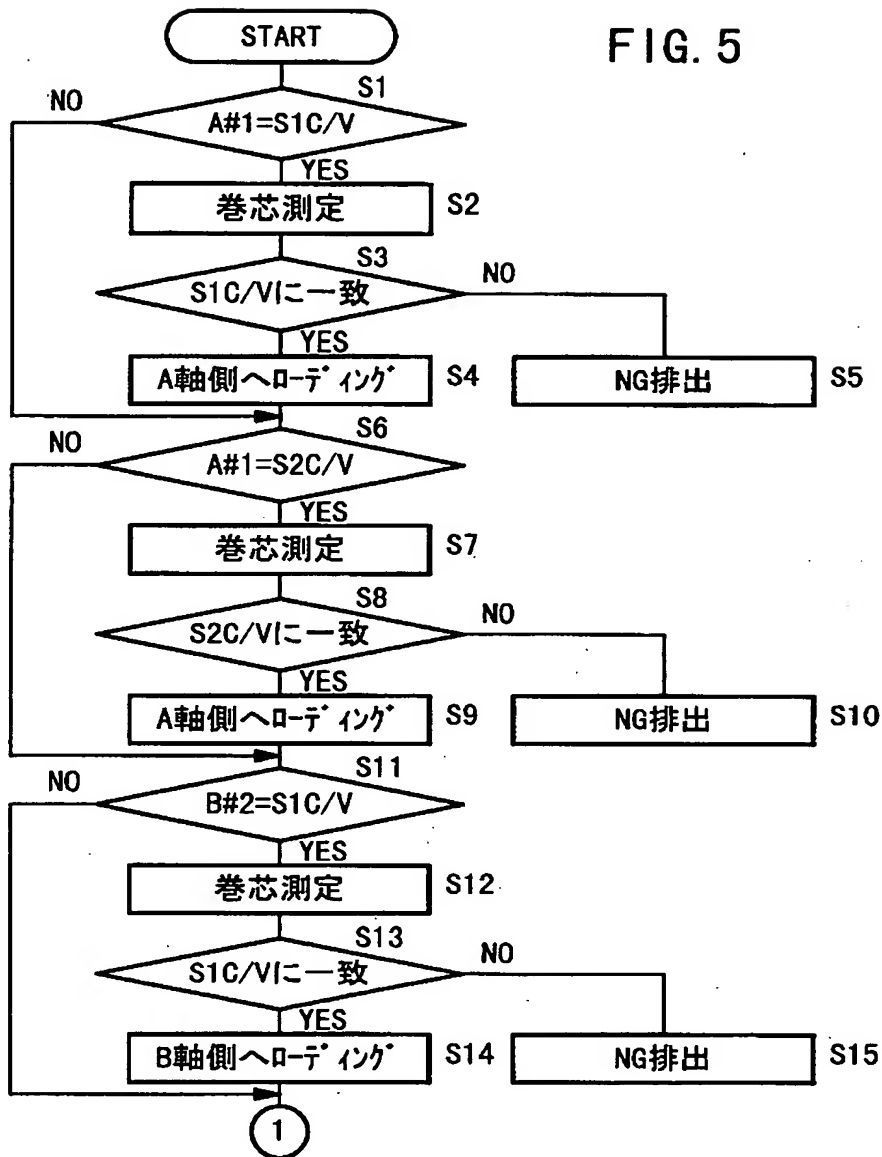 FIG. 5
START
S1
NO
A#1=S1C/V
YES
巻芯測定
S2
S3
NO
S1C/Vに一致
YES
A軸側へローディング
S4
NG排出
S5
S6
NO
A#1=S2C/V
YES
巻芯測定
S7
S8
NO
S2C/Vに一致
YES
A軸側へローディング
S9
NG排出
S10
S11
NO
B#2=S1C/V
YES
巻芯測定
S12
S13
NO
S1C/Vに一致
YES
B軸側へローディング
S14
NG排出
S15
1